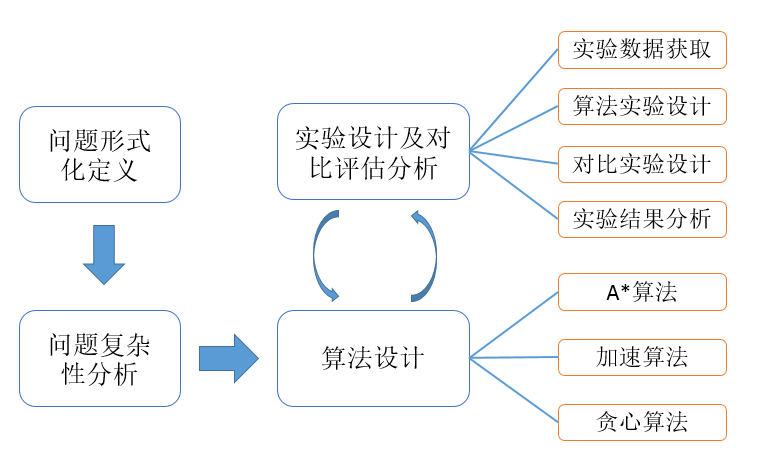 问题形式
化定义
问题复杂
性分析
实验设计及对
比评估分析
算法设计
实验数据获取
算法实验设计
对比实验设计
实验结果分析
A*算法
加速算法
贪心算法